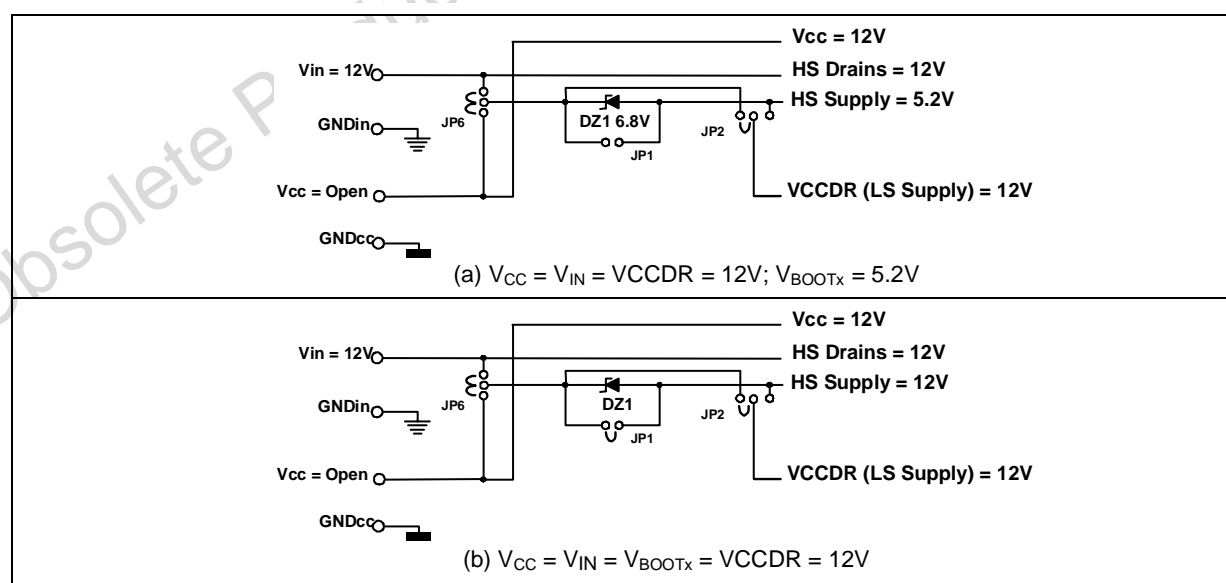 Vcc = 12V
Vin = 12V
HS Drains = 12V
HS Supply = 5.2V
JP6
DZ1 6.8V
JP2
GNDin
JP1
Vcc = Open
VCCDR (LS Supply) = 12V
GNDcc
(a) VCC = VIN = VCCDR = 12V; VBOOTx = 5.2V
Vcc = 12V
Vin = 12V
HS Drains = 12V
HS Supply = 12V
JP6
DZ1
JP2
GNDin
JP1
Vcc = Open
VCCDR (LS Supply) = 12V
GNDcc
(b) VCC = VIN = VBOOTx = VCCDR = 12V